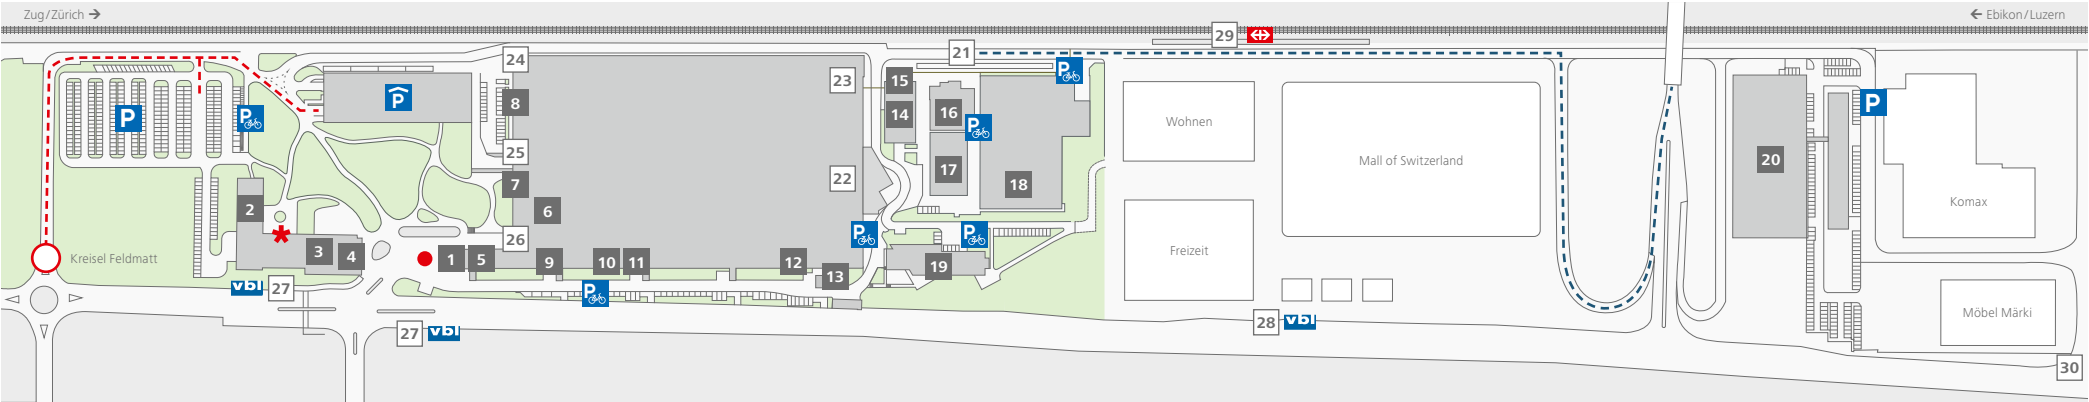 Zug/Zürich →
← Ebikon/Luzern
29
21
24
23
15
P
8
14
16
P
P
P
P
P
P
Wohnen
Mall of Switzerland
25
17
20
22
7
18
2
6
Komax
P
P
26
3
4
Freizeit
Kreisel Feldmatt
1
5
9
10
11
12
19
13
vbl
27
P
Möbel Märki
28
vbl
27
vbl
30